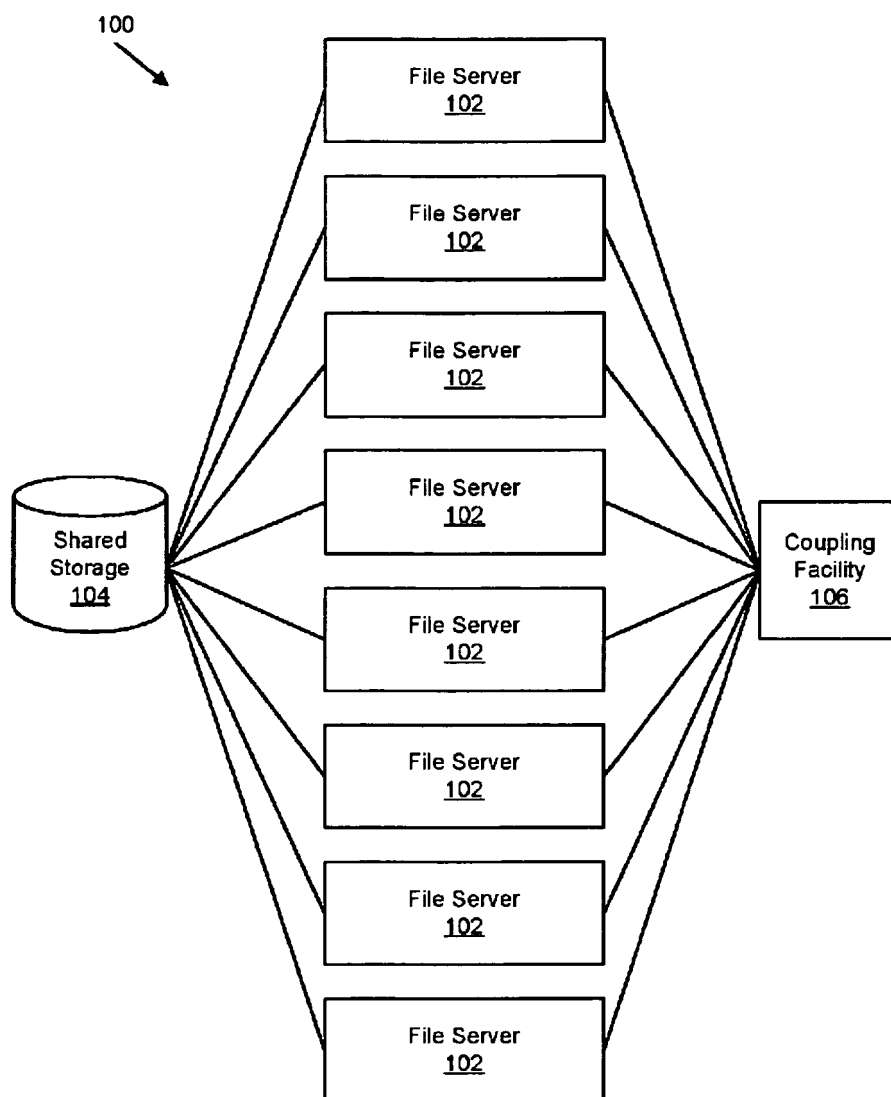 100
File Server
102
File Server
102
File Server
102
File Server
102
File Server
102
File Server
102
File Server
102
File Server
102
Shared
Storage
104
Coupling
Facility
106